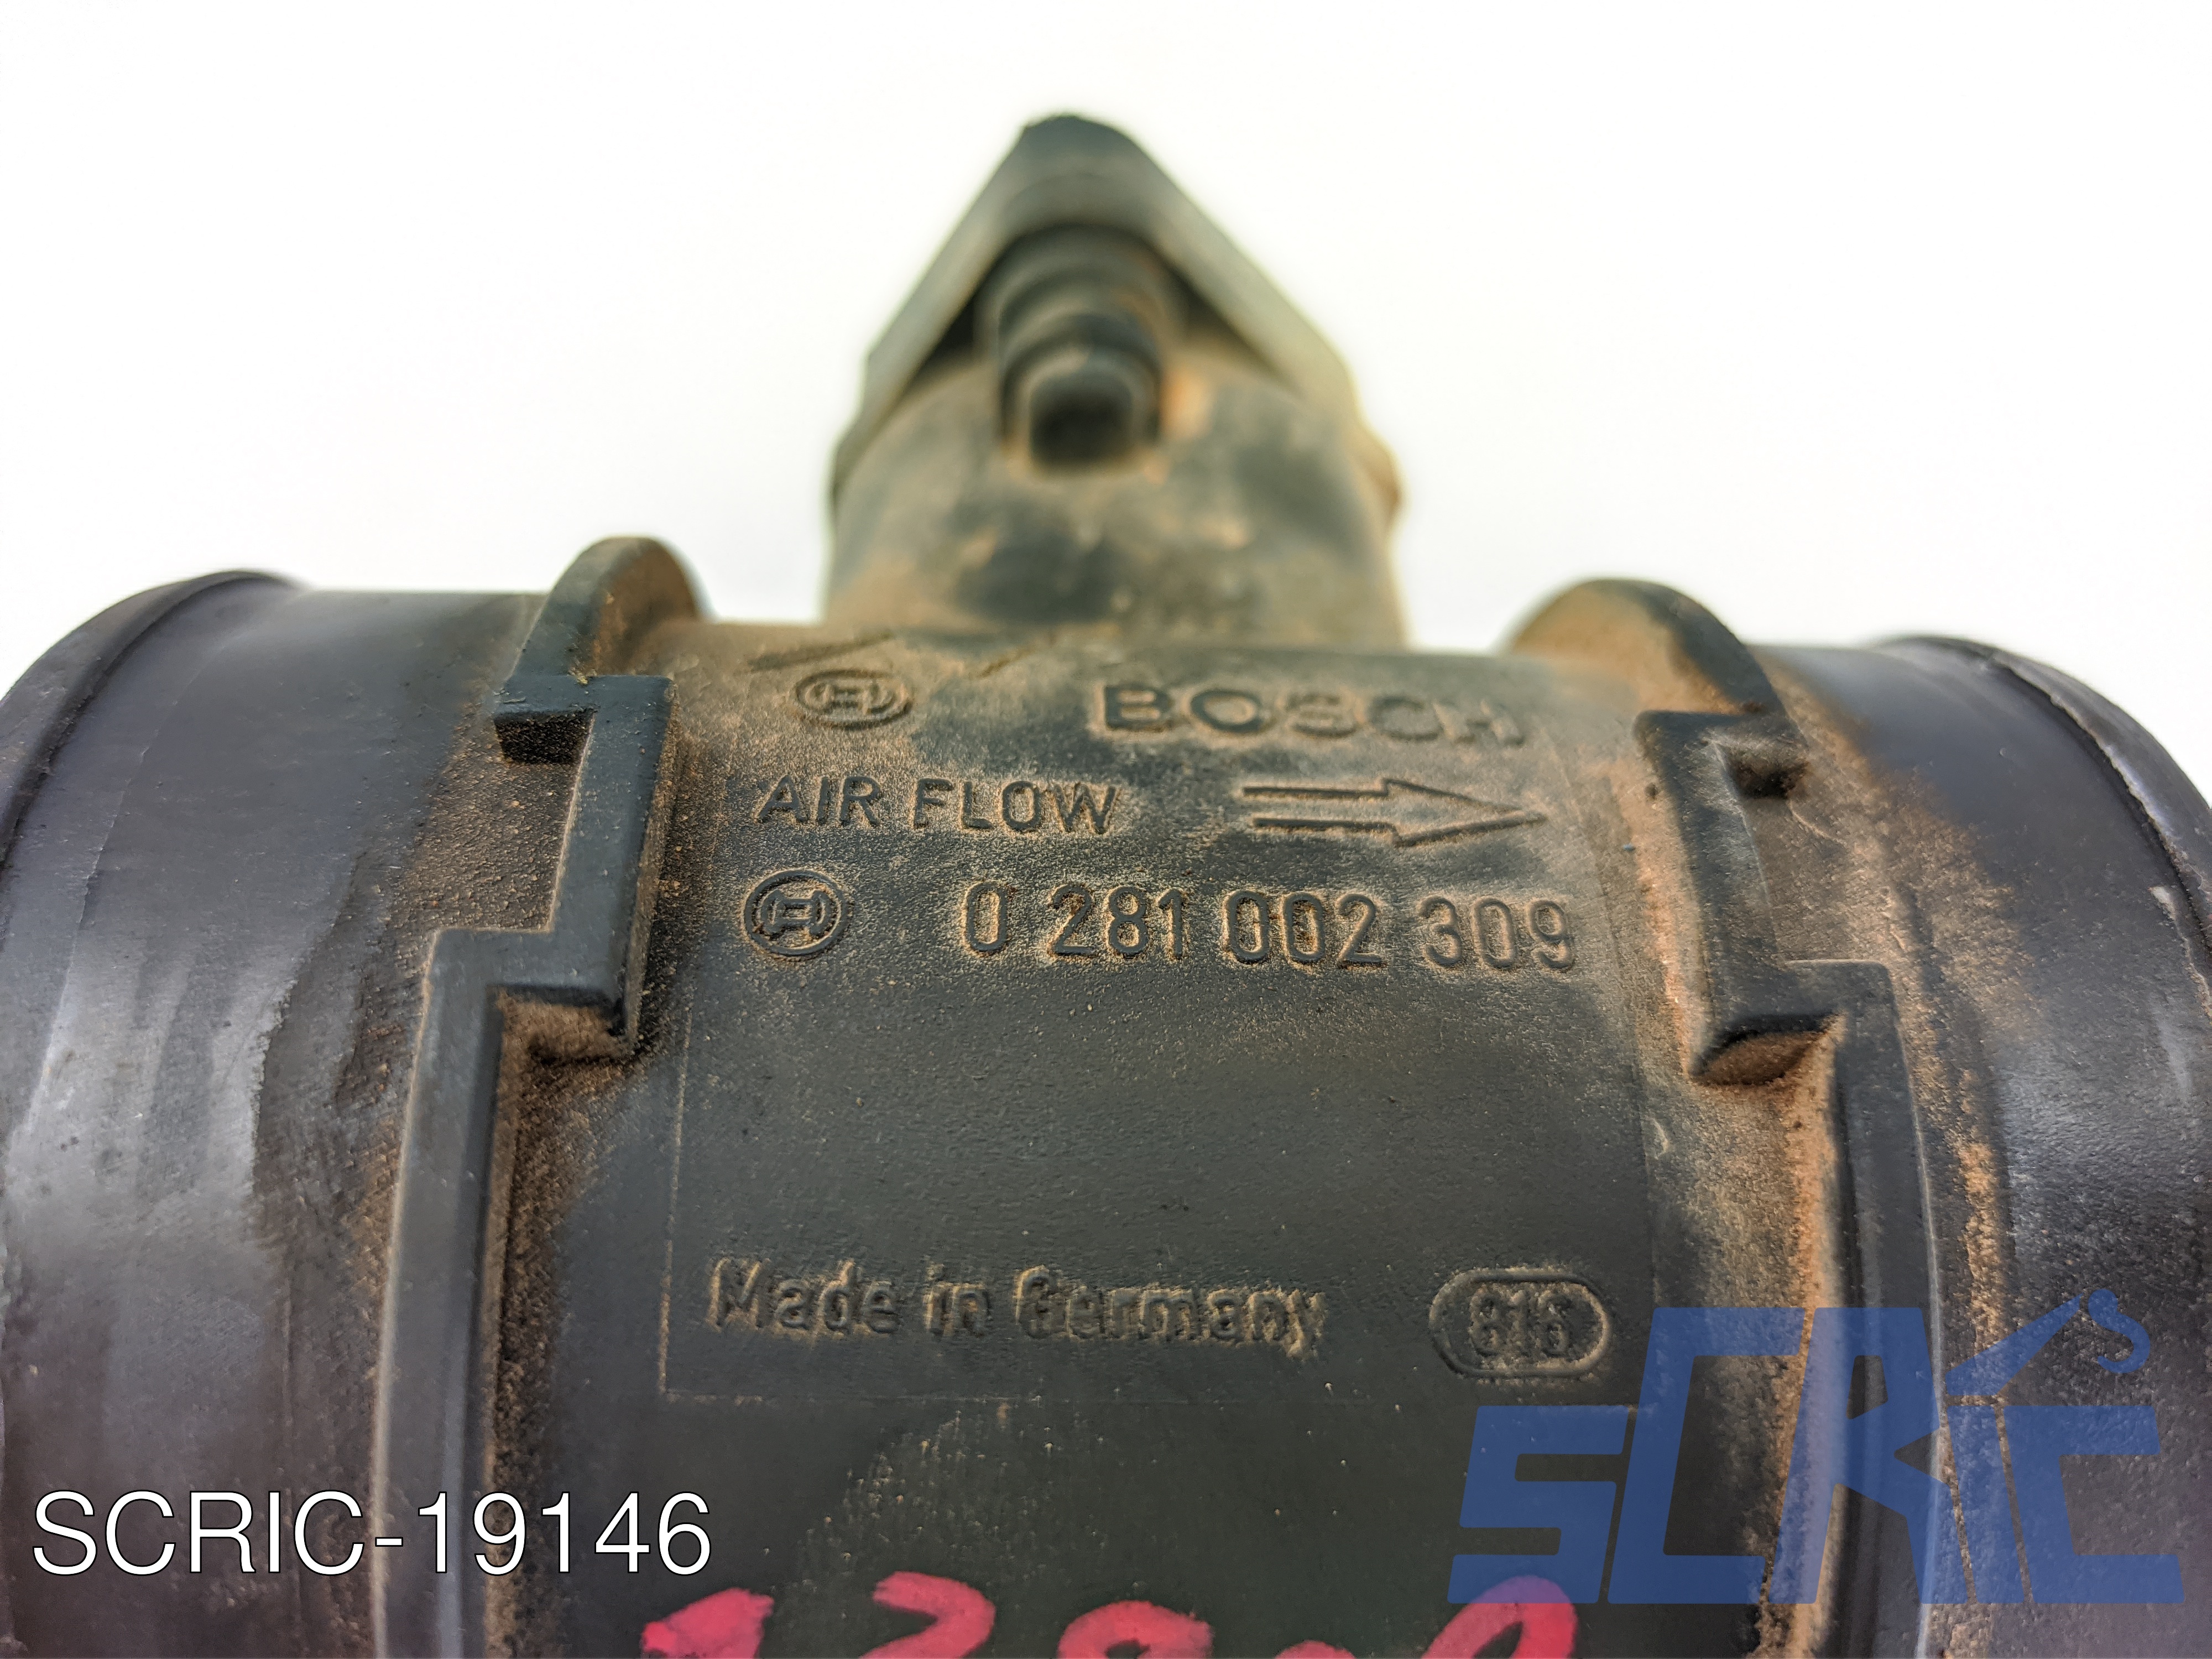 BOSCH
AIR FLOW
0 281 002 309
Made in Germany
816
SCRIC-19146
SCRIC'S